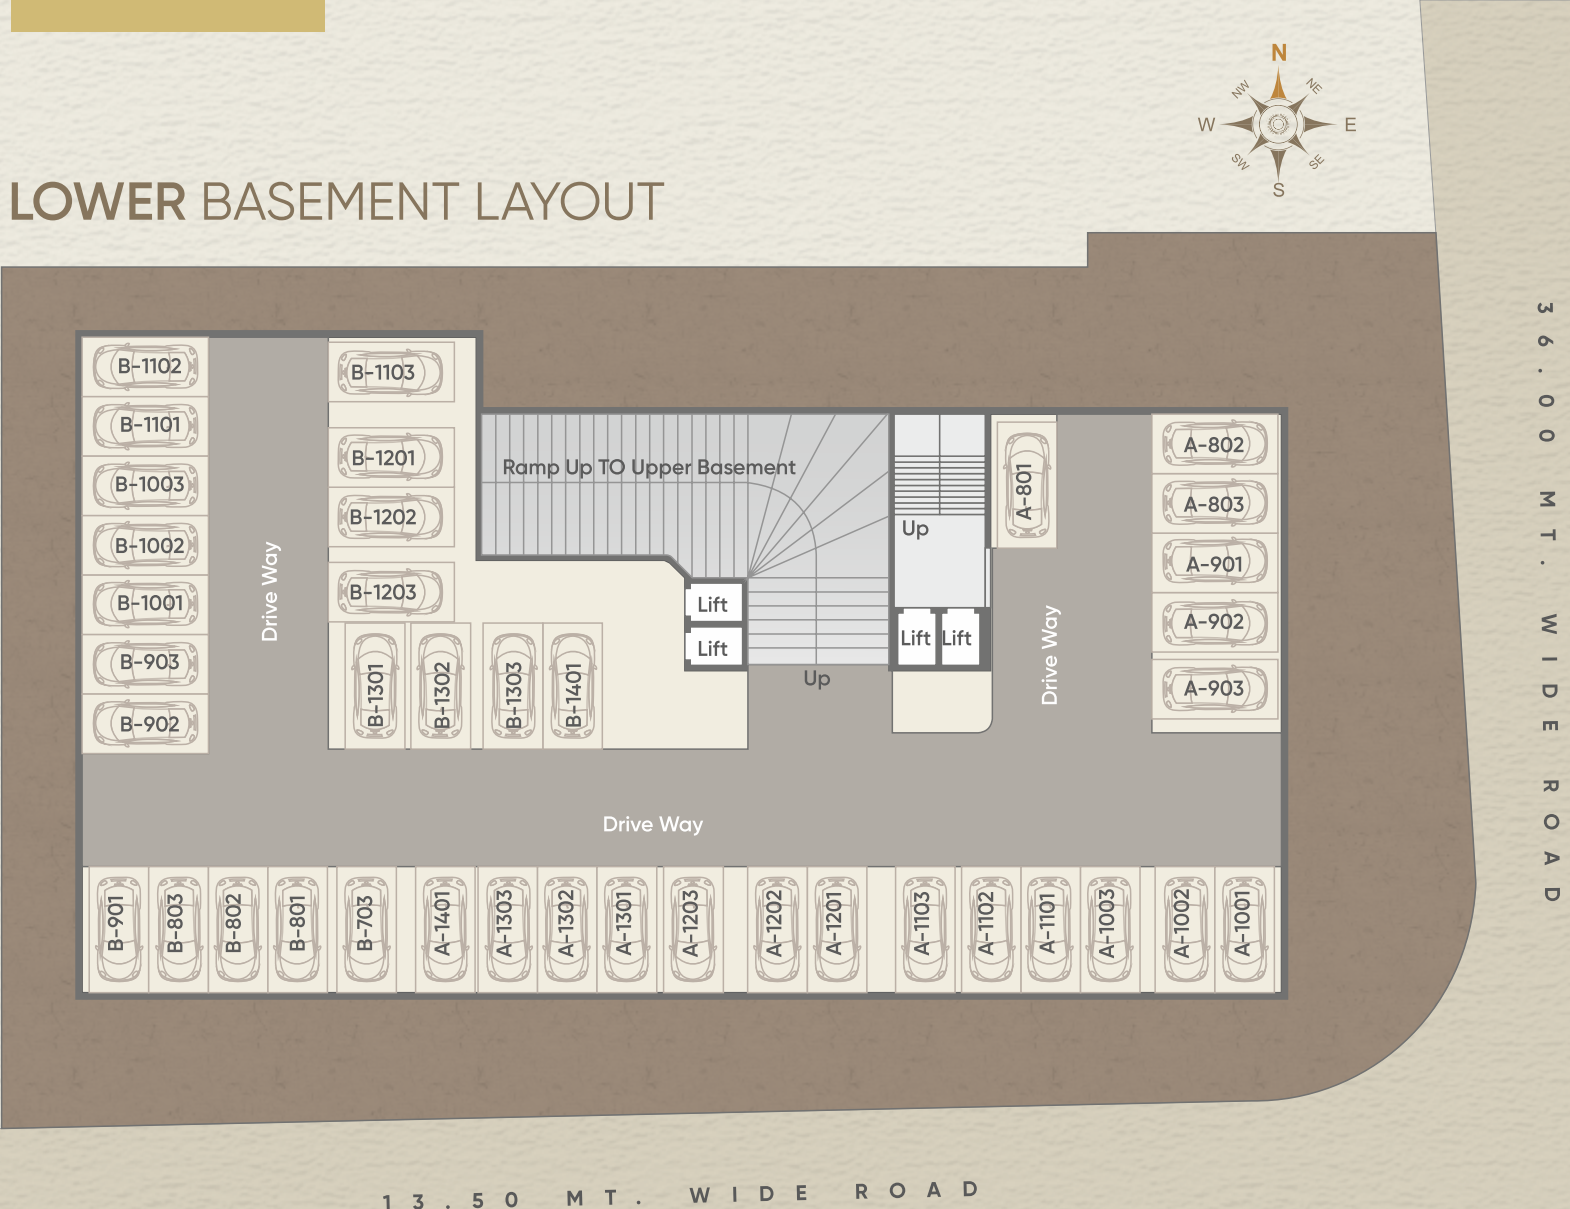 N
NW
NE
W
E
SW
SE
S
LOWER BASEMENT LAYOUT
36.00 MT. WIDE ROAD
B-1102
B-1101
B-1003
B-1002
B-1001
B-903
B-902
Drive Way
B-1103
B-1201
B-1202
B-1203
B-1301
B-1302
B-1303
B-1401
Ramp Up TO Upper Basement
Lift
Lift
Up
Up
Lift
Lift
A-801
Drive Way
A-802
A-803
A-901
A-902
A-903
Drive Way
B-901
B-803
B-802
B-801
B-703
A-1401
A-1303
A-1302
A-1301
A-1203
A-1202
A-1201
A-1103
A-1102
A-1101
A-1003
A-1002
A-1001
13.50 MT. WIDE ROAD